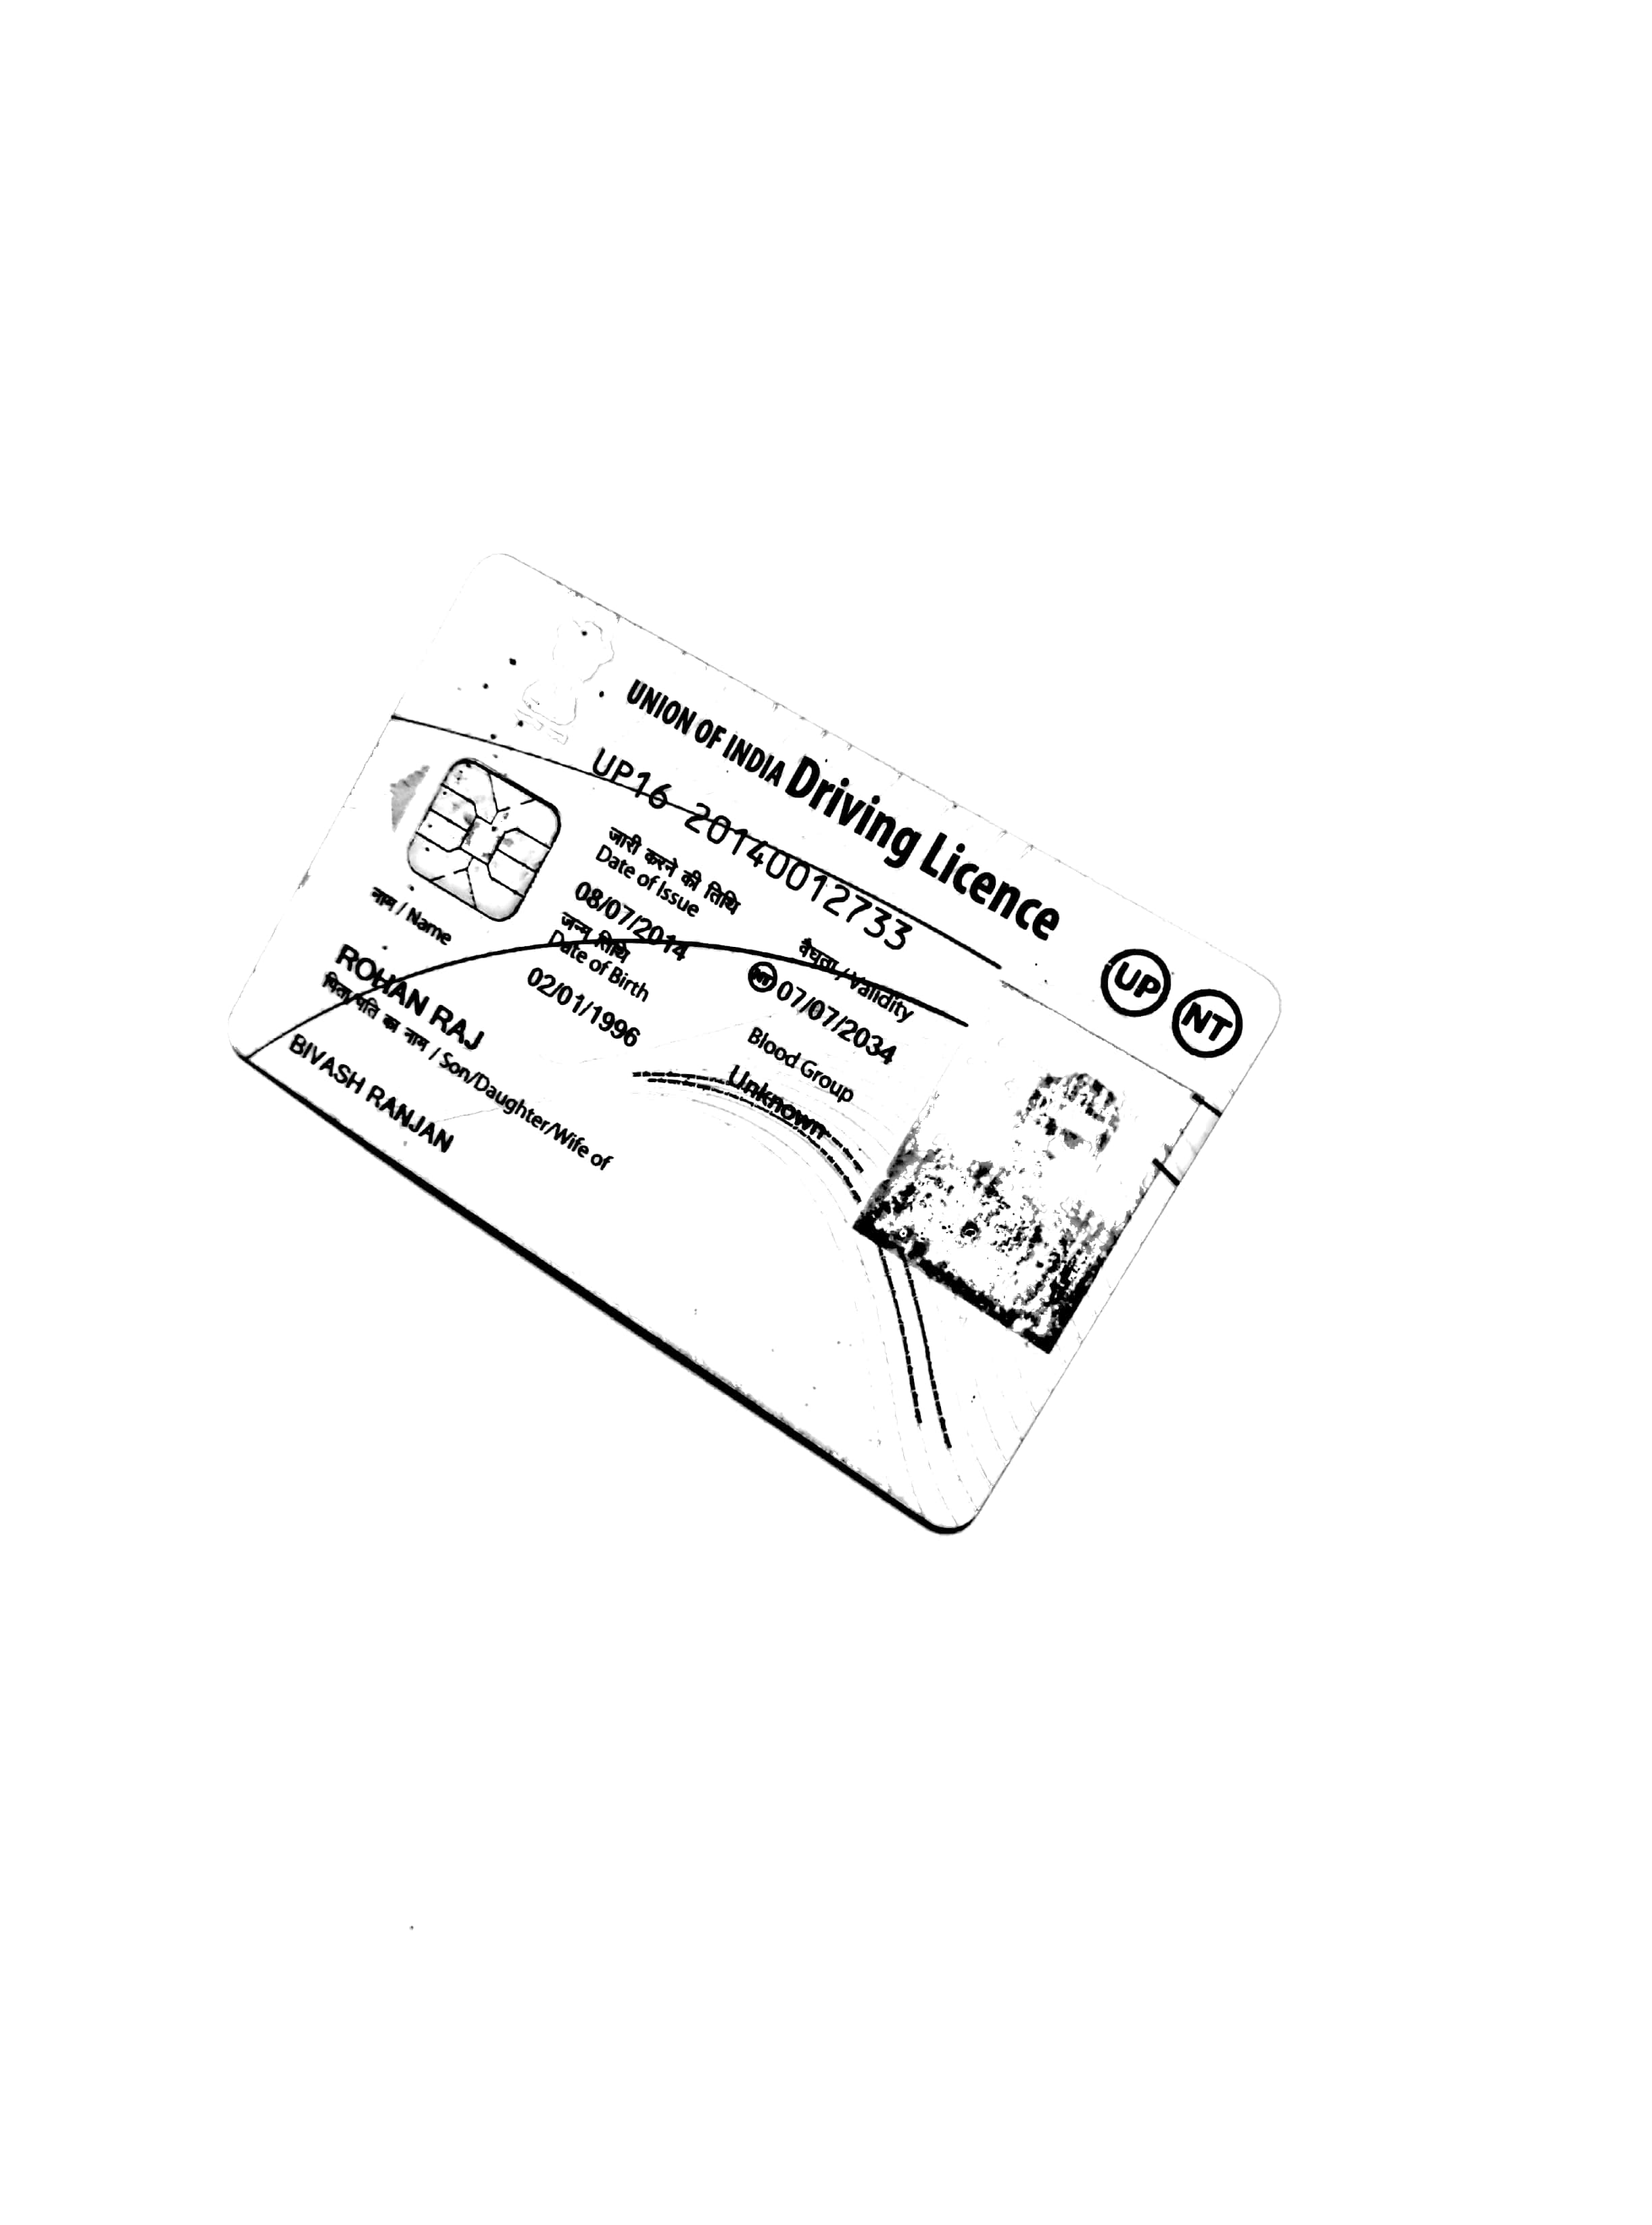 UNION OF INDIA Driving Licence
UP NT
UP16 20140012733
जारी करने की तिथि
Date of Issue
08/07/2014
वैधता / Validity
NT 07/07/2034
जन्म तिथि
Date of Birth
02/01/1996
Blood Group
Unknown
नाम / Name
ROHAN RAJ
पिता/पति का नाम / Son/Daughter/Wife of
BIVASH RANJAN